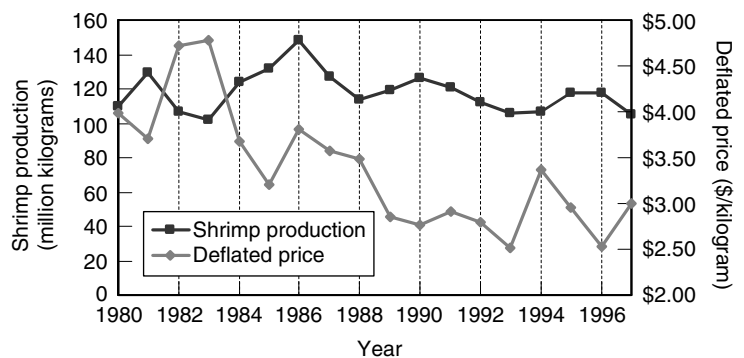 160
140
120
100
80
60
40
20
0
Shrimp production
(million kilograms)
$5.00
$4.50
$4.00
$3.50
$3.00
$2.50
$2.00
Deflated price ($/kilogram)
Shrimp production
Deflated price
1980 1982 1984 1986 1988 1990 1992 1994 1996
Year